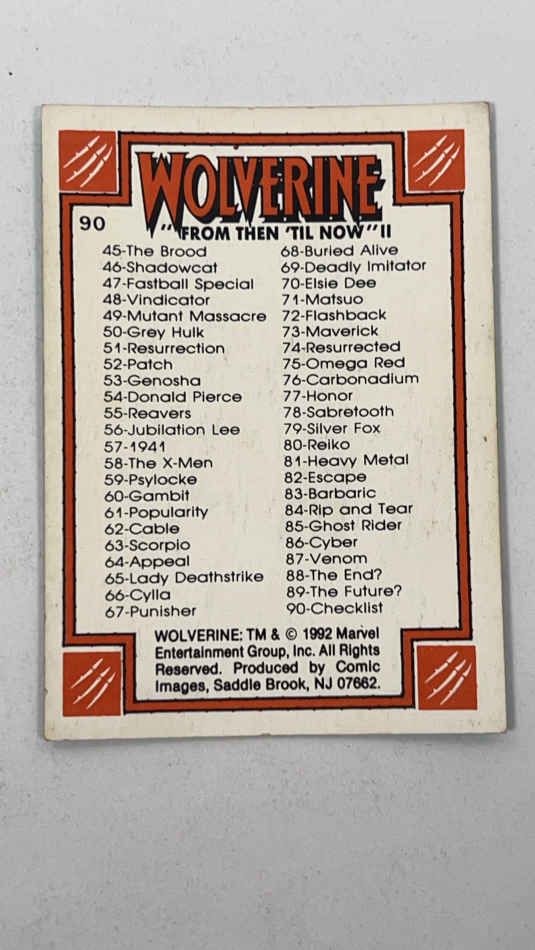 WOLVERINE
"FROM THEN 'TIL NOW" II
90
45-The Brood
46-Shadowcat
47-Fastball Special
48-Vindicator
49-Mutant Massacre
50-Grey Hulk
51-Resurrection
52-Patch
53-Genosha
54-Donald Pierce
55-Reavers
56-Jubilation Lee
57-1941
58-The X-Men
59-Psylocke
60-Gambit
61-Popularity
62-Cable
63-Scorpio
64-Appeal
65-Lady Deathstrike
66-Cylla
67-Punisher
68-Buried Alive
69-Deadly Imitator
70-Elsie Dee
71-Matsuo
72-Flashback
73-Maverick
74-Resurrected
75-Omega Red
76-Carbonadium
77-Honor
78-Sabretooth
79-Silver Fox
80-Reiko
81-Heavy Metal
82-Escape
83-Barbaric
84-Rip and Tear
85-Ghost Rider
86-Cyber
87-Venom
88-The End?
89-The Future?
90-Checklist
WOLVERINE: TM & © 1992 Marvel
Entertainment Group, Inc. All Rights
Reserved. Produced by Comic
Images, Saddle Brook, NJ 07662.